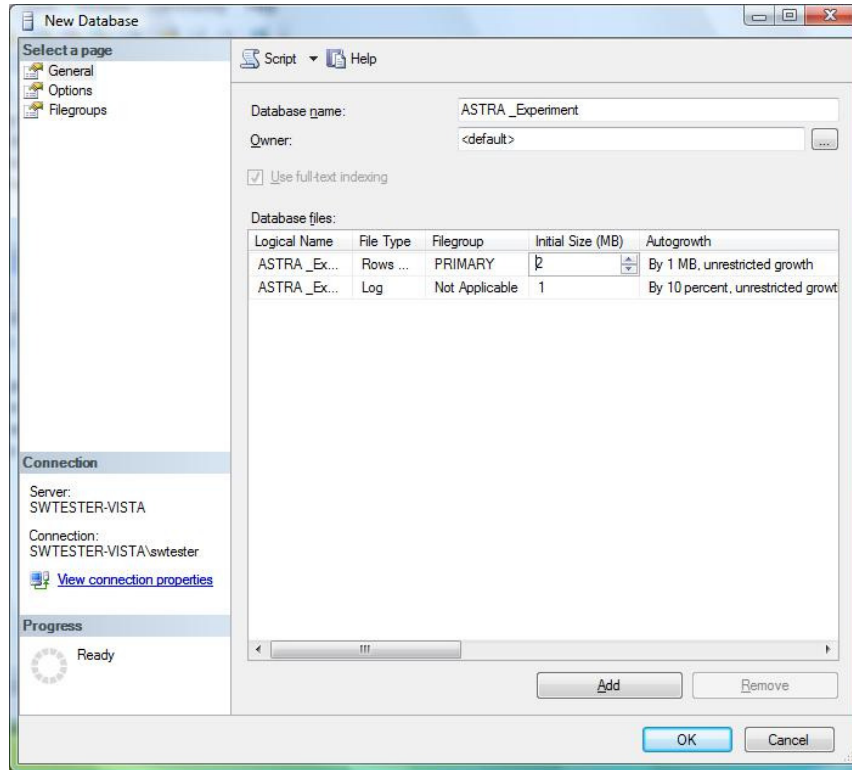 New Database
Select a page
General
Options
Filegroups
Script Help
Database name: ASTRA _Experiment
Owner: <default> ...
Use full-text indexing
Database files:
Logical Name File Type Filegroup Initial Size (MB) Autogrowth
ASTRA _Ex... Rows ... PRIMARY 2 By 1 MB, unrestricted growth
ASTRA _Ex... Log Not Applicable 1 By 10 percent, unrestricted growt
Connection
Server:
SWTESTER-VISTA
Connection:
SWTESTER-VISTA\swtester
View connection properties
Progress
Ready
Add Remove
OK Cancel